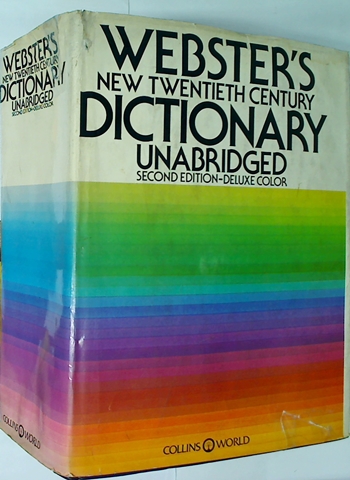 WEBSTER'S
NEW TWENTIETH CENTURY
DICTIONARY
UNABRIDGED
SECOND EDITION-DELUXE COLOR
COLLINS WORLD
WEBSTER'S
NEW TWENTIETH CENTURY
DICTIONARY
UNABRIDGED
SECOND EDITION-DELUXE COLOR
COLLINS WORLD